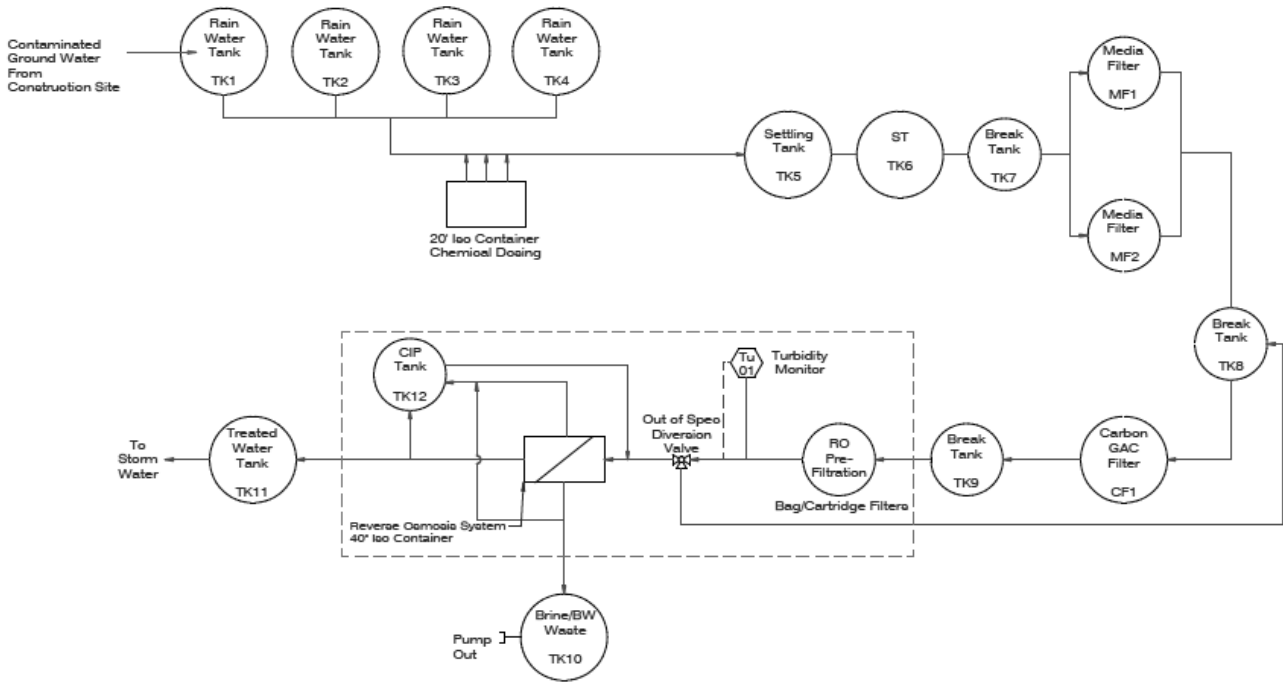 Contaminated
Ground Water
From
Construction Site
Rain
Water
Tank
TK1
Rain
Water
Tank
TK2
Rain
Water
Tank
TK3
Rain
Water
Tank
TK4
20' Iso Container
Chemical Dosing
Settling
Tank
TK5
ST
TK6
Break
Tank
TK7
Media
Filter
MF1
Media
Filter
MF2
Break
Tank
TK8
Carbon
GAC
Filter
CF1
Break
Tank
TK9
RO
Pre-
Filtration
Bag/Cartridge Filters
Tu
01
Turbidity
Monitor
Out of Spec
Diversion
Valve
CIP
Tank
TK12
Reverse Osmosis System
40" Iso Container
Treated
Water
Tank
TK11
To
Storm
Water
Brine/BW
Waste
TK10
Pump
Out